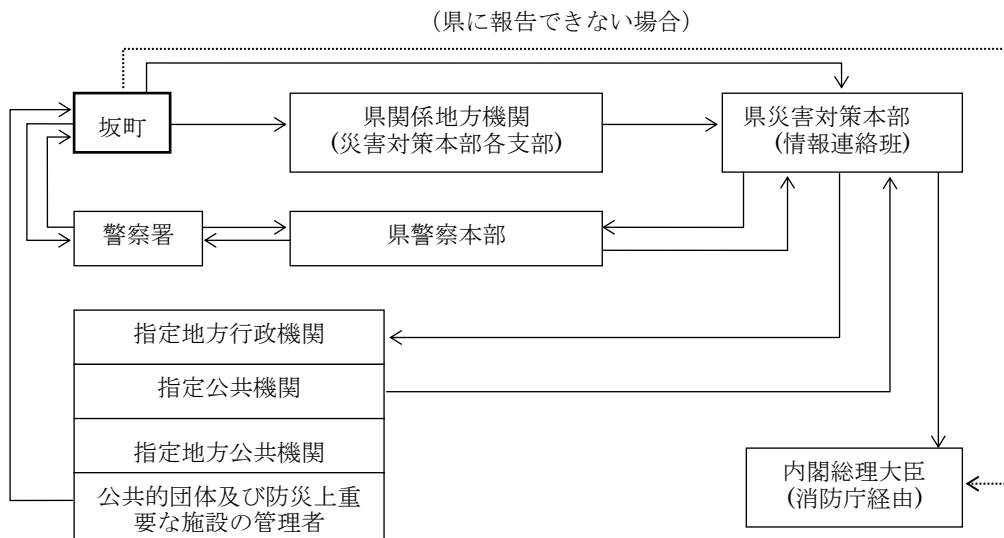 （県に報告できない場合）
坂町
県関係地方機関
(災害対策本部各支部)
県災害対策本部
(情報連絡班)
警察署
県警察本部
指定地方行政機関
指定公共機関
指定地方公共機関
公共的団体及び防災上重
要な施設の管理者
内閣総理大臣
(消防庁経由)